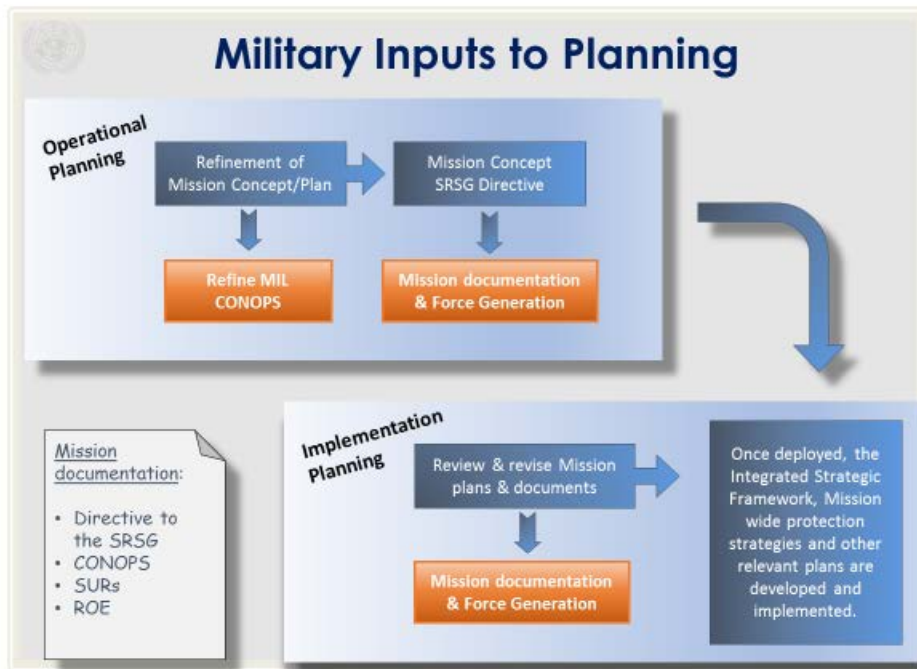 Military Inputs to Planning
Operational
Planning
Refinement of
Mission Concept/Plan
Mission Concept
SRSG Directive
Refine MIL
CONOPS
Mission documentation
& Force Generation
Mission
documentation:
• Directive to
the SRSG
• CONOPS
• SURs
• ROE
Implementation
Planning
Review & revise Mission
plans & documents
Mission documentation
& Force Generation
Once deployed, the
Integrated Strategic
Framework, Mission
wide protection
strategies and other
relevant plans are
developed and
implemented.